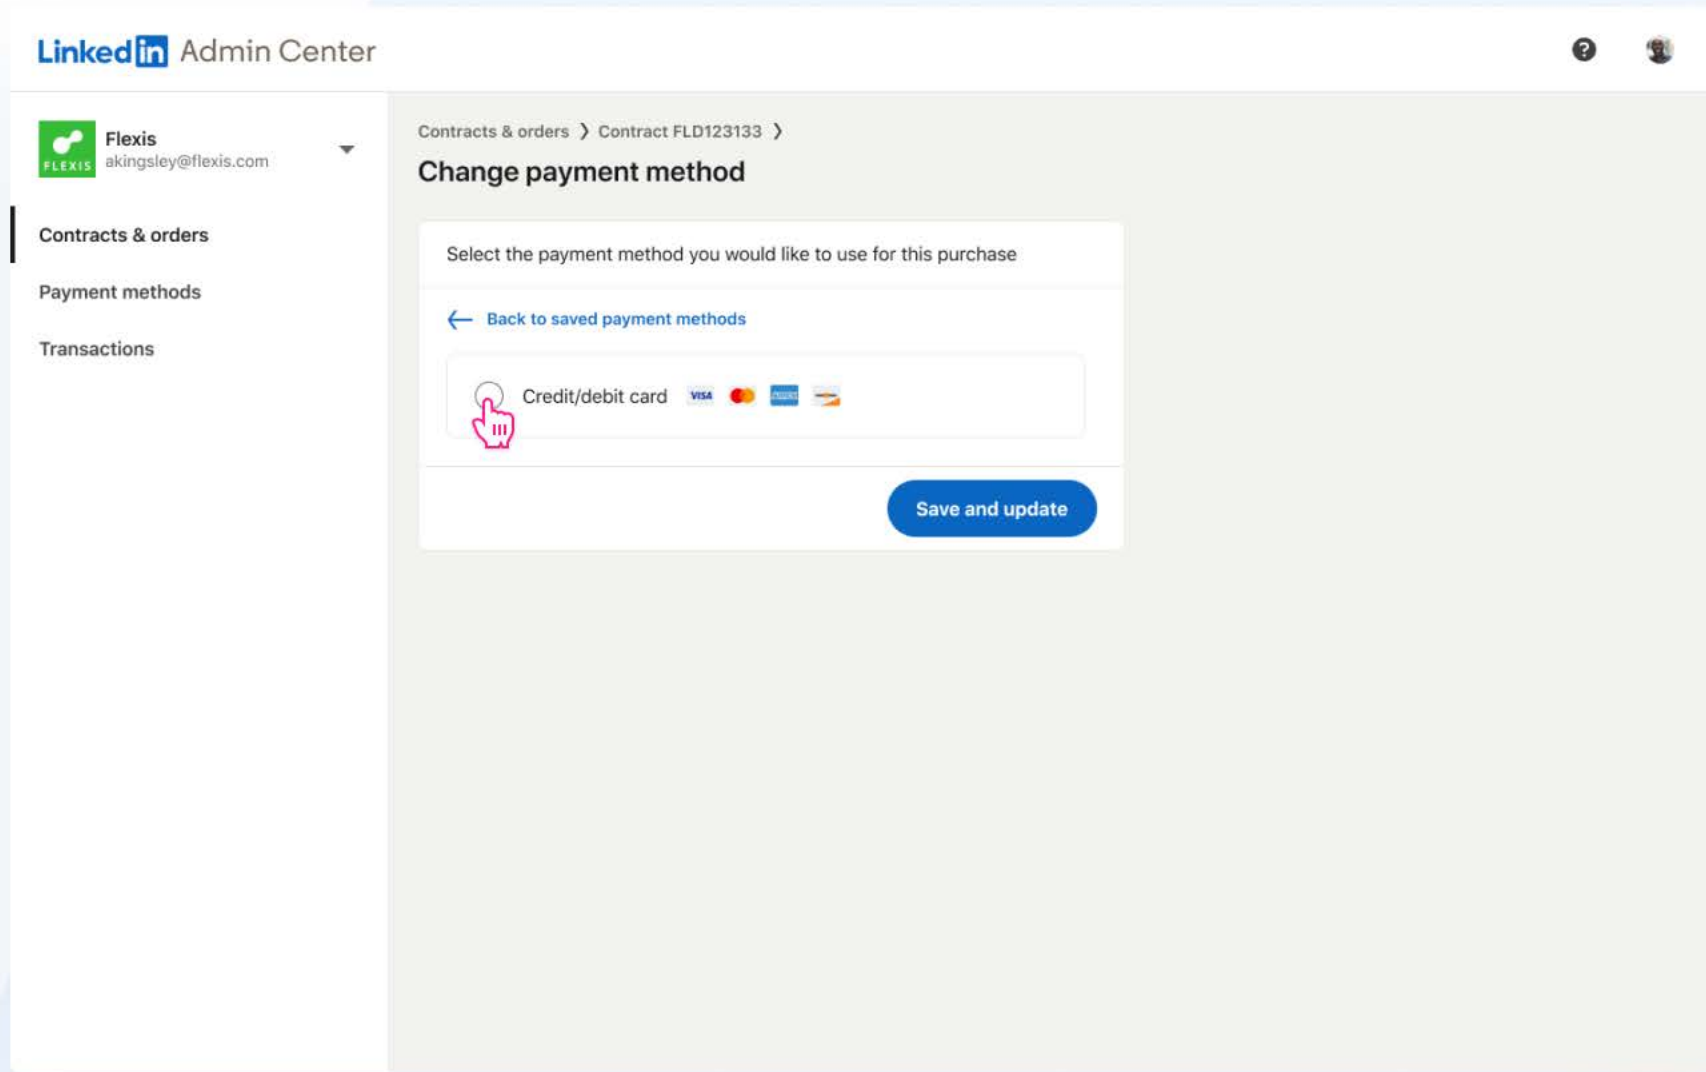 Linkedin Admin Center
?
FLEXIS
Flexis
akingsley@flexis.com
Contracts & orders
Payment methods
Transactions
Contracts & orders ❯ Contract FLD123133 ❯
Change payment method
Select the payment method you would like to use for this purchase
Back to saved payment methods
Credit/debit card VISA
Save and update